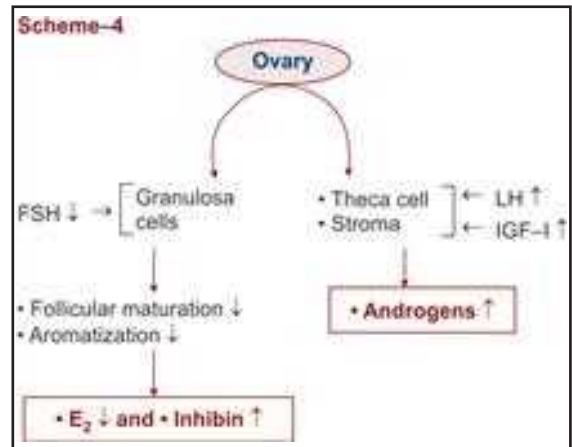 Scheme–4
Ovary
FSH ↓ → [ Granulosa
cells
• Theca cell
• Stroma
← LH ↑
← IGF–I ↑
• Follicular maturation ↓
• Aromatization ↓
• Androgens ↑
• E₂ ↓ and • Inhibin ↑